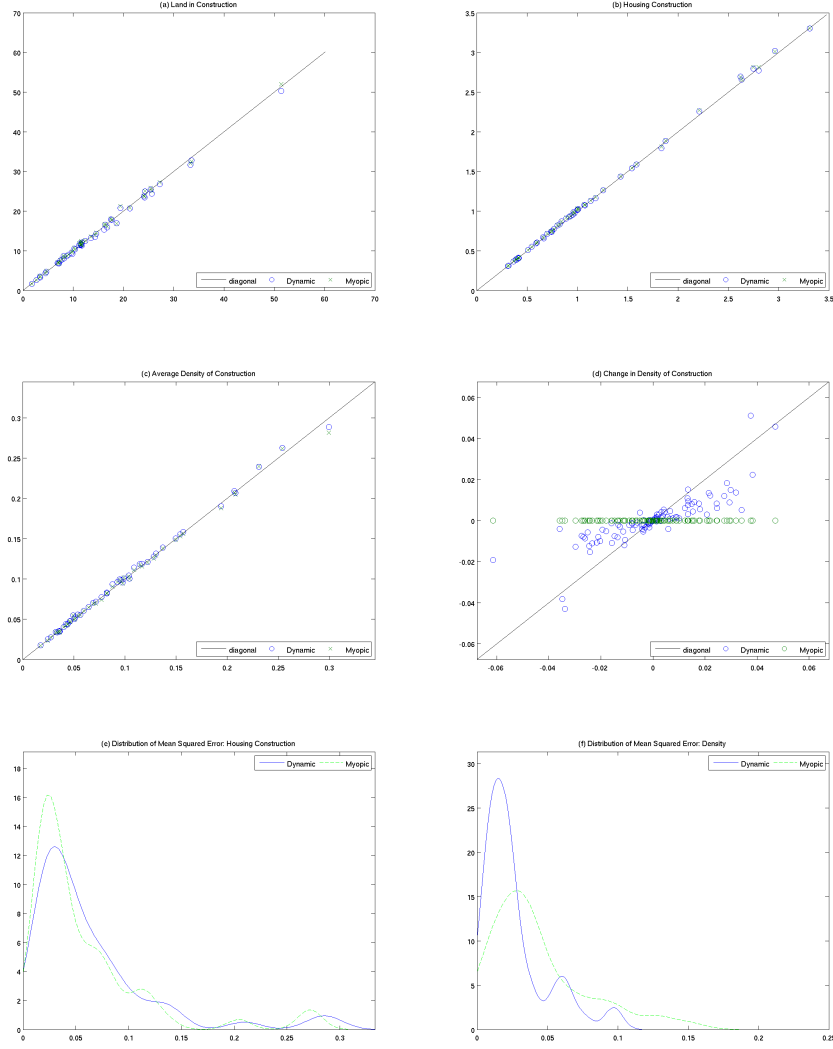 (a) Land in Construction
70
60
50
40
30
20
10
0
0 10 20 30 40 50 60 70
diagonal Dynamic Myopic
(b) Housing Construction
3.5
3
2.5
2
1.5
1
0.5
0
0 0.5 1 1.5 2 2.5 3 3.5
diagonal Dynamic Myopic
(c) Average Density of Construction
0.3
0.25
0.2
0.15
0.1
0.05
0
0 0.05 0.1 0.15 0.2 0.25 0.3
diagonal Dynamic Myopic
(d) Change in Density of Construction
0.06
0.04
0.02
0
-0.02
-0.04
-0.06
-0.06 -0.04 -0.02 0 0.02 0.04 0.06
diagonal Dynamic Myopic
(e) Distribution of Mean Squared Error: Housing Construction
18
16
14
12
10
8
6
4
2
0
0 0.05 0.1 0.15 0.2 0.25 0.3
Dynamic Myopic
(f) Distribution of Mean Squared Error: Density
30
25
20
15
10
5
0
0 0.05 0.1 0.15 0.2 0.25
Dynamic Myopic